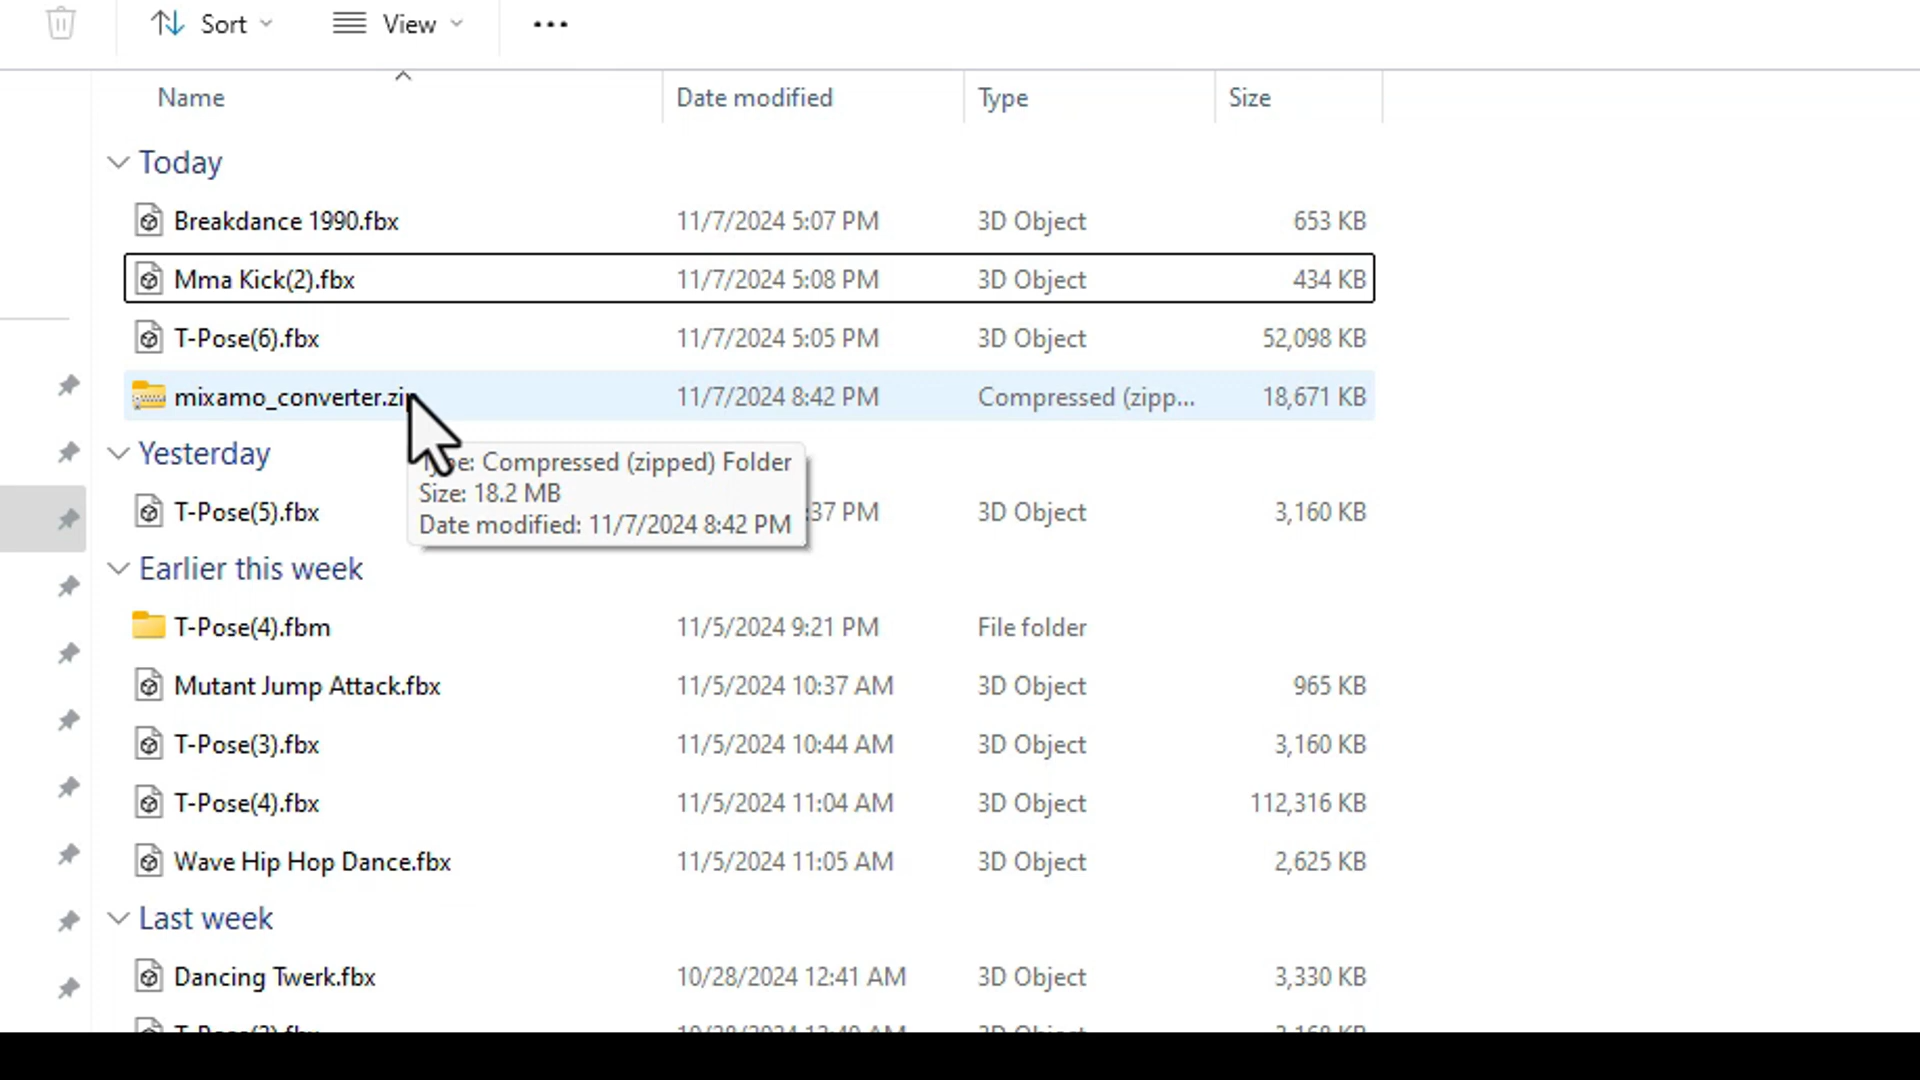 Sort View
Name Date modified Type Size
Today
Breakdance 1990.fbx 11/7/2024 5:07 PM 3D Object 653 KB
Mma Kick(2).fbx 11/7/2024 5:08 PM 3D Object 434 KB
T-Pose(6).fbx 11/7/2024 5:05 PM 3D Object 52,098 KB
mixamo_converter.zip 11/7/2024 8:42 PM Compressed (zipp... 18,671 KB
Yesterday
Type: Compressed (zipped) Folder
Size: 18.2 MB
Date modified: 11/7/2024 8:42 PM
T-Pose(5).fbx :37 PM 3D Object 3,160 KB
Earlier this week
T-Pose(4).fbm 11/5/2024 9:21 PM File folder
Mutant Jump Attack.fbx 11/5/2024 10:37 AM 3D Object 965 KB
T-Pose(3).fbx 11/5/2024 10:44 AM 3D Object 3,160 KB
T-Pose(4).fbx 11/5/2024 11:04 AM 3D Object 112,316 KB
Wave Hip Hop Dance.fbx 11/5/2024 11:05 AM 3D Object 2,625 KB
Last week
Dancing Twerk.fbx 10/28/2024 12:41 AM 3D Object 3,330 KB